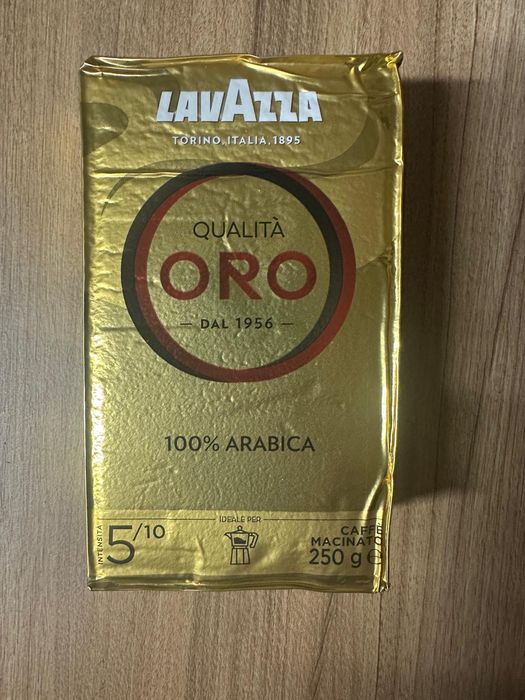 LAVAZZA
TORINO, ITALIA, 1895
QUALITÀ
ORO
— DAL 1956 —
100% ARABICA
INTENSITÀ
5/10
IDEALE PER
CAFFÈ
MACINATO
250 g ℮